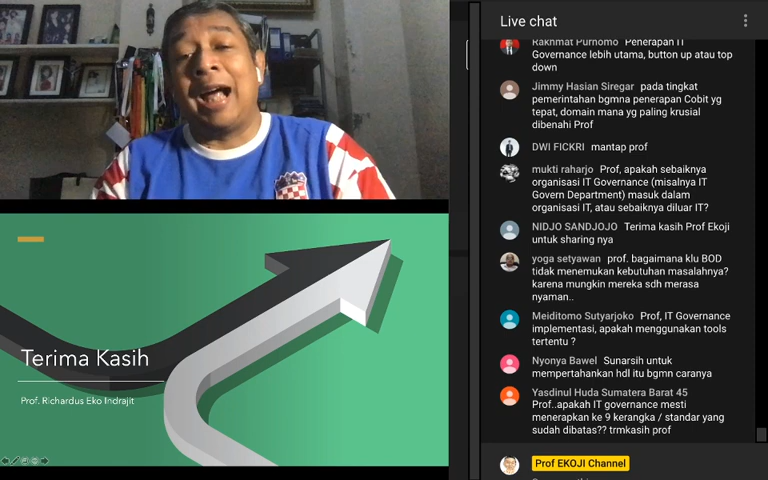 Terima Kasih
Prof. Richardus Eko Indrajit
Live chat
Rakhmat Purnomo Penerapan IT
Governance lebih utama, button up atau top
down
Jimmy Hasian Siregar pada tingkat
pemerintahan bgmna penerapan Cobit yg
tepat, domain mana yg paling krusial
dibenahi Prof
DWI FICKRI mantap prof
mukti raharjo Prof, apakah sebaiknya
organisasi IT Governance (misalnya IT
Govern Department) masuk dalam
organisasi IT, atau sebaiknya diluar IT?
NIDJO SANDJOJO Terima kasih Prof Ekoji
untuk sharing nya
yoga setyawan prof. bagaimana klu BOD
tidak menemukan kebutuhan masalahnya?
karena mungkin mereka sdh merasa
nyaman..
Meiditomo Sutyarjoko Prof, IT Governance
implementasi, apakah menggunakan tools
tertentu ?
Nyonya Bawel Sunarsih untuk
mempertahankan hdl itu bgmn caranya
Yasdinul Huda Sumatera Barat 45
Prof..apakah IT governance mesti
menerapkan ke 9 kerangka / standar yang
sudah dibatas?? trmkasih prof
Prof EKOJI Channel